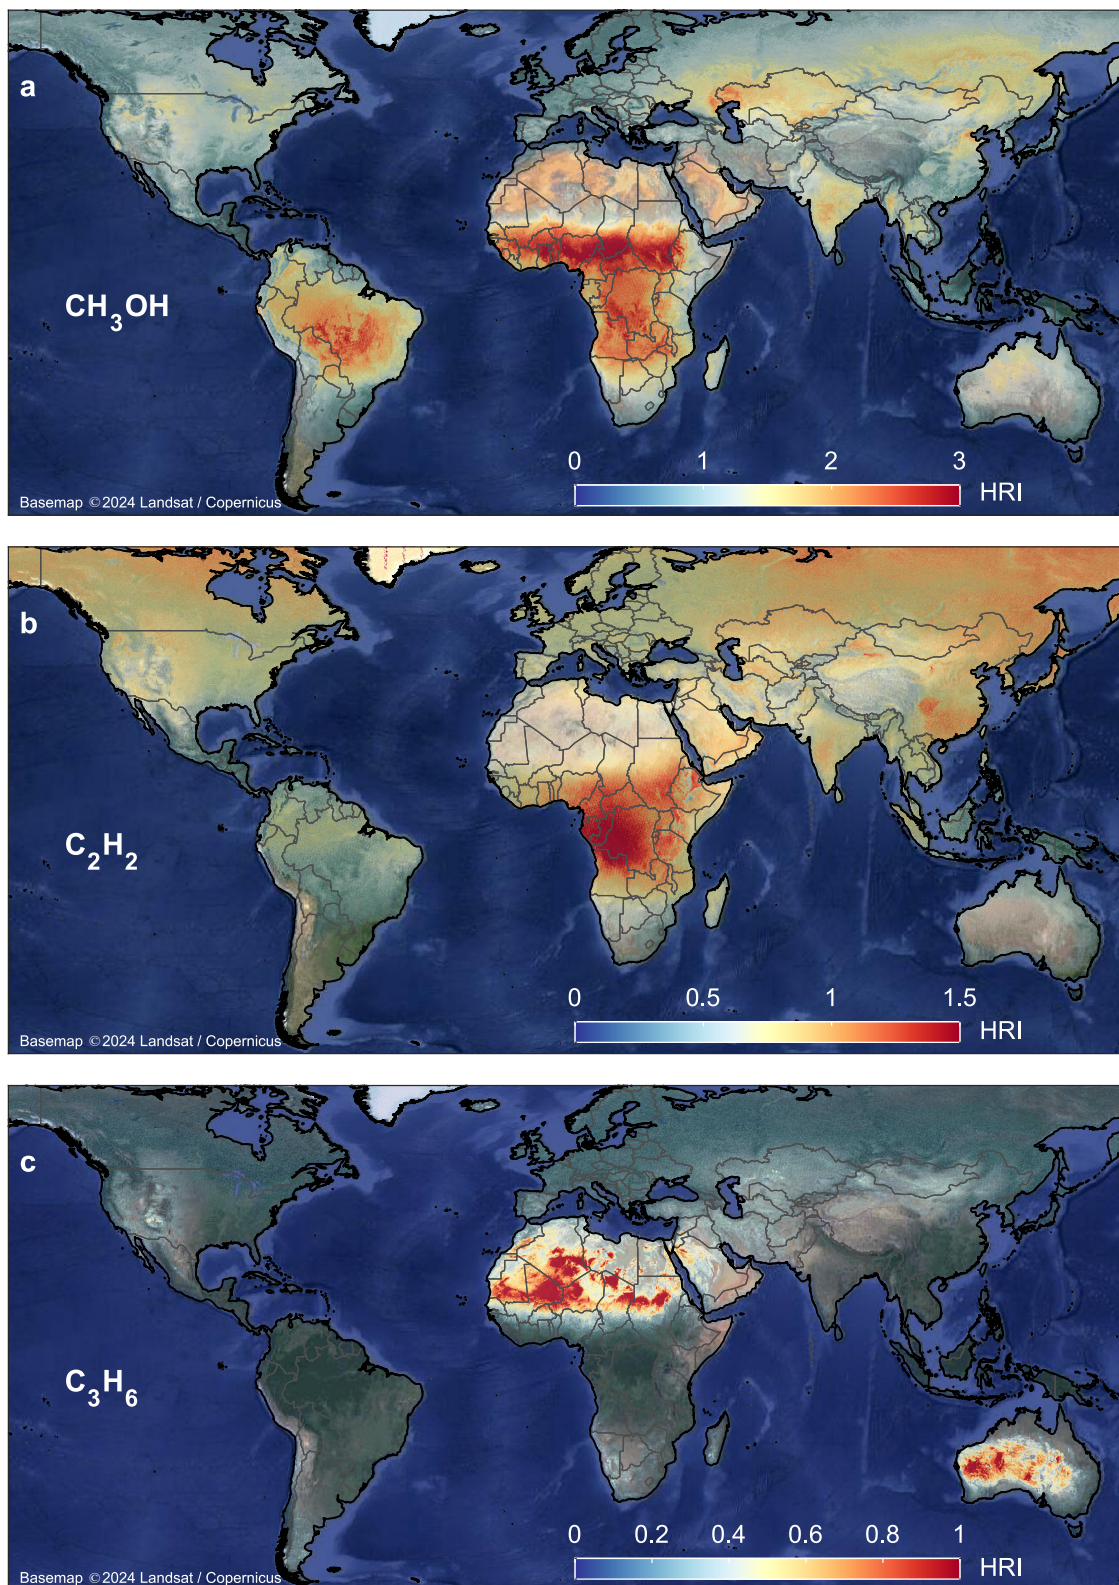 a
CH₃OH
0 1 2 3
HRI
Basemap ©2024 Landsat / Copernicus
b
C₂H₂
0 0.5 1 1.5
HRI
Basemap ©2024 Landsat / Copernicus
c
C₃H₆
0 0.2 0.4 0.6 0.8 1
HRI
Basemap ©2024 Landsat / Copernicus